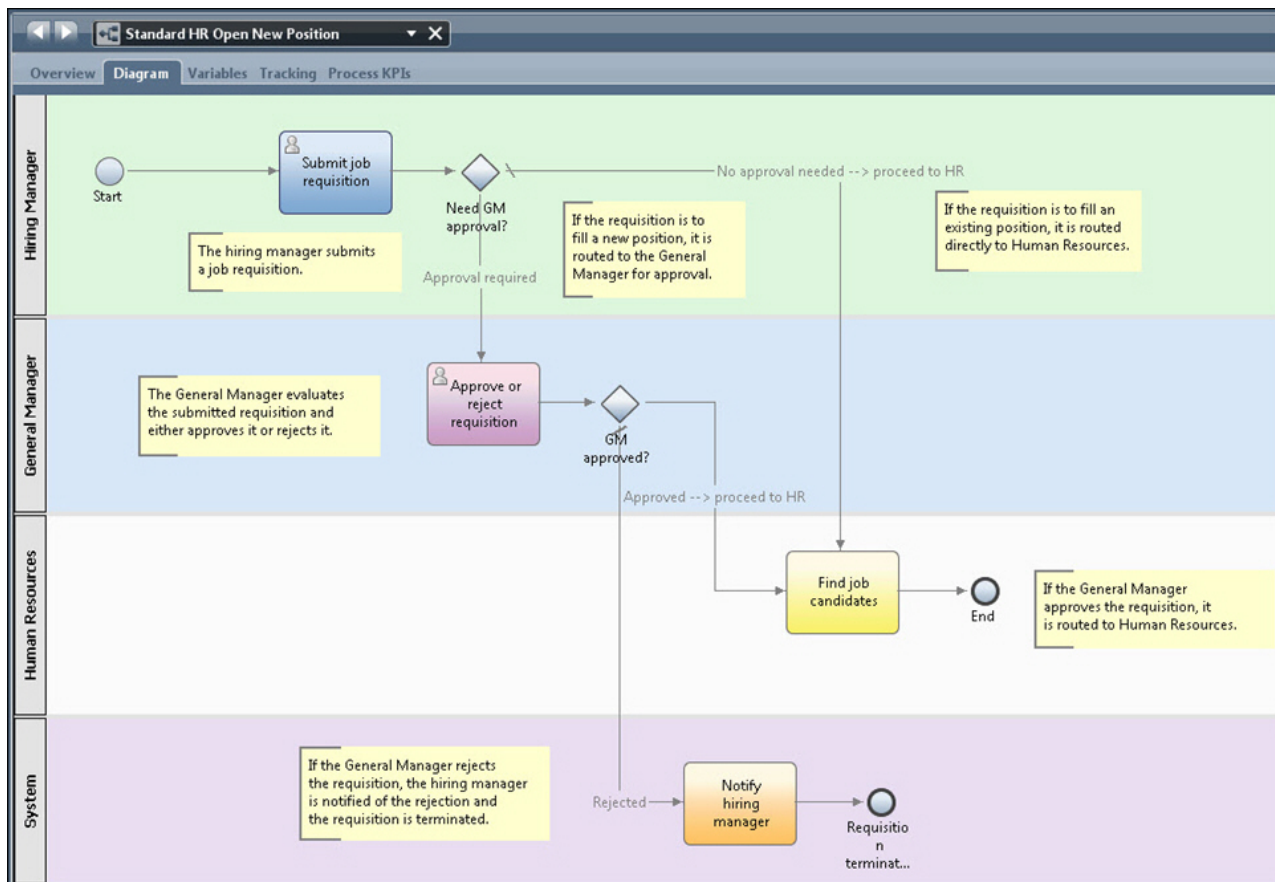 Standard HR Open New Position
Overview Diagram Variables Tracking Process KPIs
Hiring Manager
Start
Submit job
requisition
Need GM
approval?
No approval needed --> proceed to HR
The hiring manager submits
a job requisition.
Approval required
If the requisition is to
fill a new position, it is
routed to the General
Manager for approval.
If the requisition is to fill an
existing position, it is routed
directly to Human Resources.
General Manager
The General Manager evaluates
the submitted requisition and
either approves it or rejects it.
Approve or
reject
requisition
GM
approved?
Approved --> proceed to HR
Human Resources
Find job
candidates
End
If the General Manager
approves the requisition, it
is routed to Human Resources.
System
If the General Manager rejects
the requisition, the hiring manager
is notified of the rejection and
the requisition is terminated.
Rejected
Notify
hiring
manager
Requisitio
n
terminat...